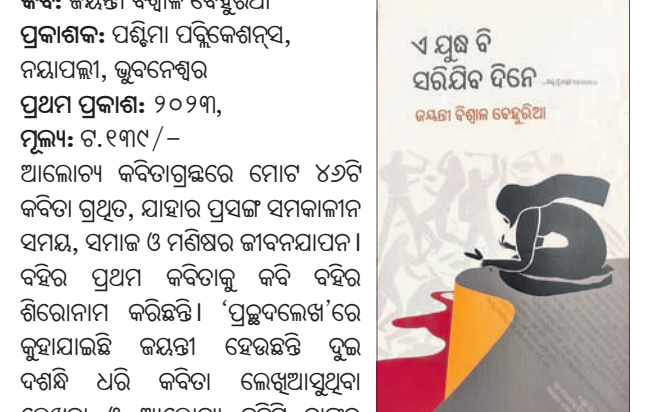 କବି: ଜୟନ୍ତୀ ବିଶ୍ୱାଳ ବେହୁରିଆ
ପ୍ରକାଶକ: ପଶ୍ଚିମା ପବ୍ଲିକେଶନ୍‌ସ,
ନୟାପଲ୍ଲୀ, ଭୁବନେଶ୍ୱର
ପ୍ରଥମ ପ୍ରକାଶ: ୨୦୨୩,
ମୂଲ୍ୟ: ଟ.୧୩୯/–
ଆଲୋଚ୍ୟ କବିତାଗ୍ରନ୍ଥରେ ମୋଟ ୪୬ଟି
କବିତା ଗ୍ରଥିତ, ଯାହାର ପ୍ରସଙ୍ଗ ସମକାଳୀନ
ସମୟ, ସମାଜ ଓ ମଣିଷର ଜୀବନଯାପନ।
ବହିର ପ୍ରଥମ କବିତାକୁ କବି ବହିର
ଶିରୋନାମ କରିଛନ୍ତି। ‘ପ୍ରଚ୍ଛଦଲେଖ’ରେ
କୁହାଯାଇଛି ଜୟନ୍ତୀ ହେଉଛନ୍ତି ଦୁଇ
ଦଶନ୍ଧି ଧରି କବିତା ଲେଖିଆସୁଥିବା
ଏ ଯୁଦ୍ଧ ବି
ସରିଯିବ ଦିନେ
ଜୟନ୍ତୀ ବିଶ୍ୱାଳ ବେହୁରିଆ